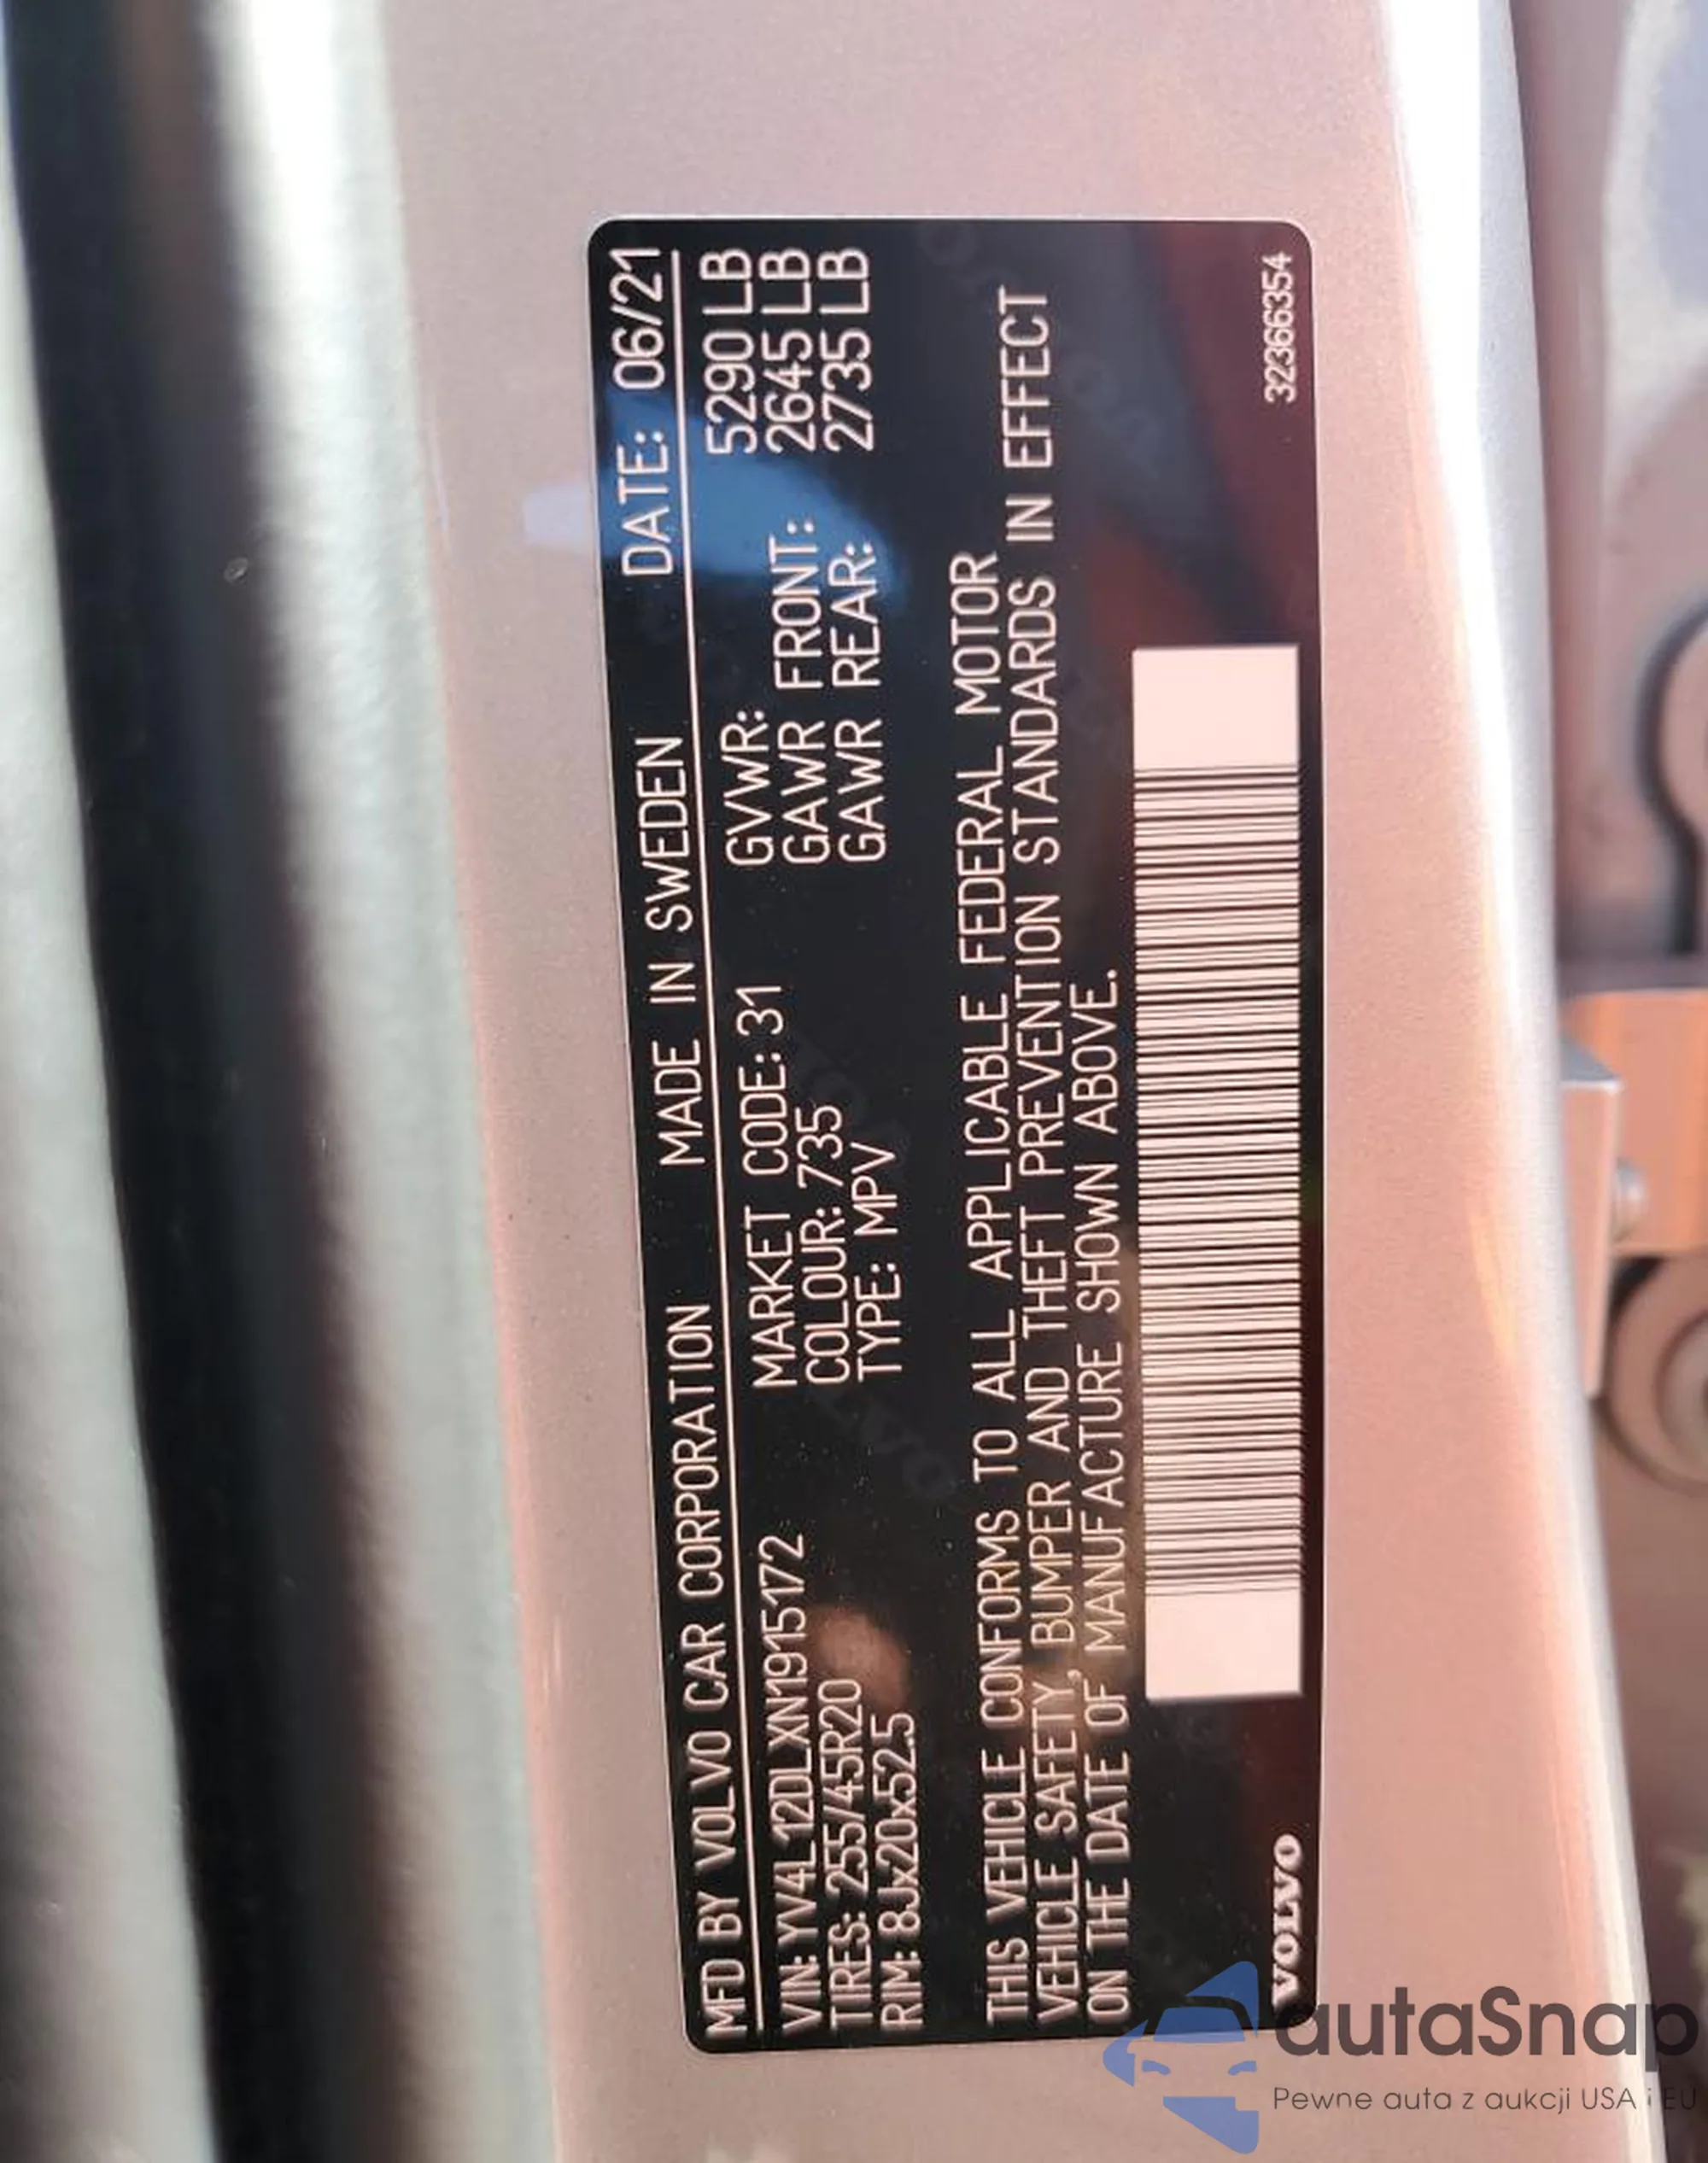 MFD BY VOLVO CAR CORPORATION MADE IN SWEDEN DATE: 06/21
VIN: YV4L12DLXN1915172 MARKET CODE: 31 GVWR: 5290 LB
TIRES: 255/45R20 COLOUR: 735 GAWR FRONT: 2645 LB
RIM: 8Jx20x52.5 TYPE: MPV GAWR REAR: 2735 LB
THIS VEHICLE CONFORMS TO ALL APPLICABLE FEDERAL MOTOR
VEHICLE SAFETY, BUMPER AND THEFT PREVENTION STANDARDS IN EFFECT
ON THE DATE OF MANUFACTURE SHOWN ABOVE.
VOLVO 32366354
autaSnap
Pewne auta z aukcji USA i EU